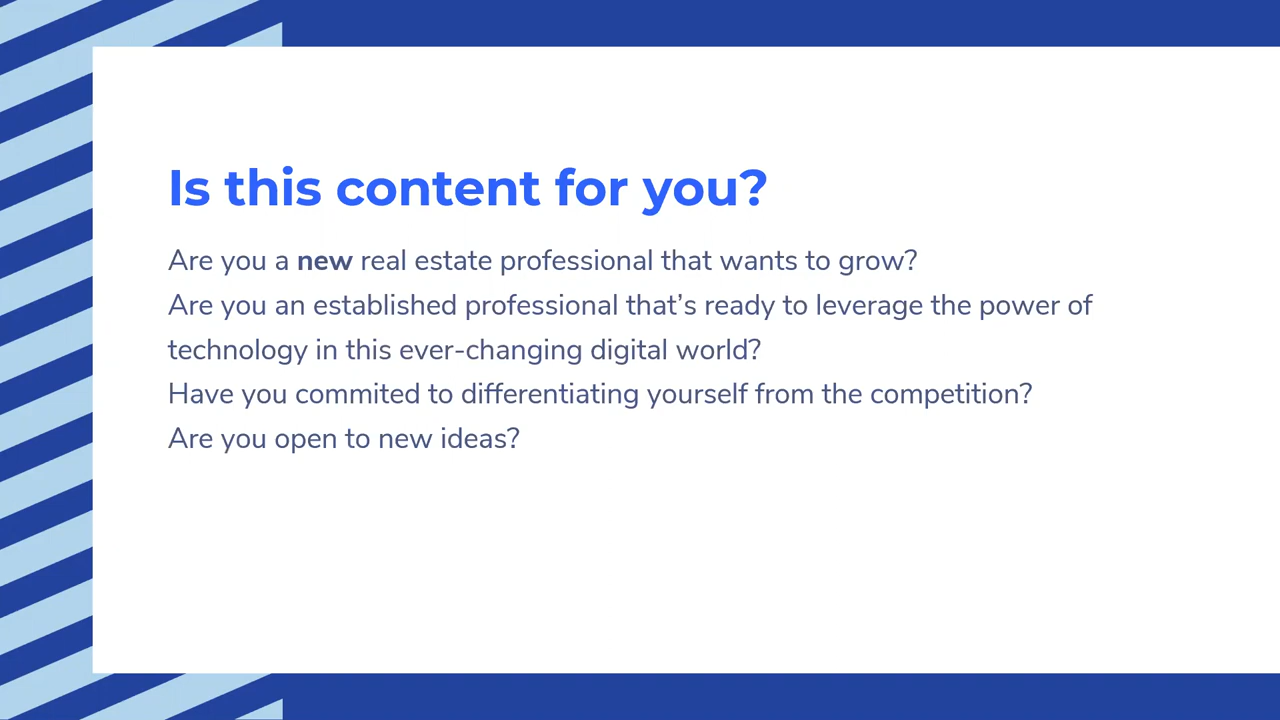 Is this content for you?
Are you a new real estate professional that wants to grow?
Are you an established professional that’s ready to leverage the power of
technology in this ever-changing digital world?
Have you commited to differentiating yourself from the competition?
Are you open to new ideas?